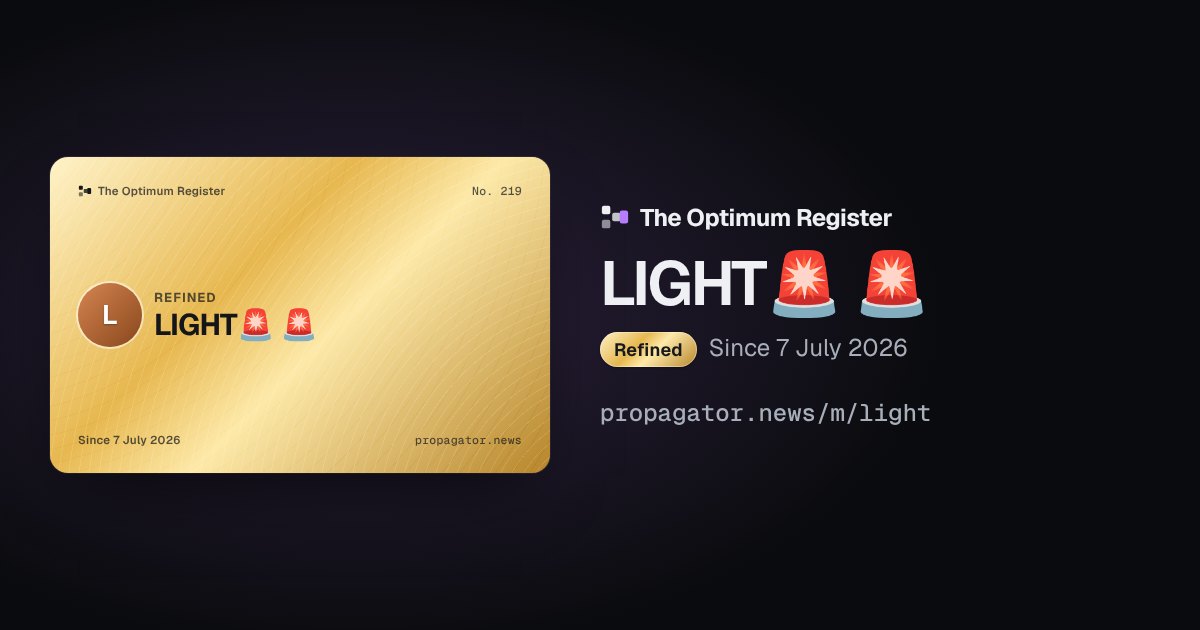 The Optimum Register
No. 219
L
REFINED
LIGHT🚨 🚨
Since 7 July 2026
propagator.news
The Optimum Register
LIGHT🚨 🚨
Refined
Since 7 July 2026
propagator.news/m/light